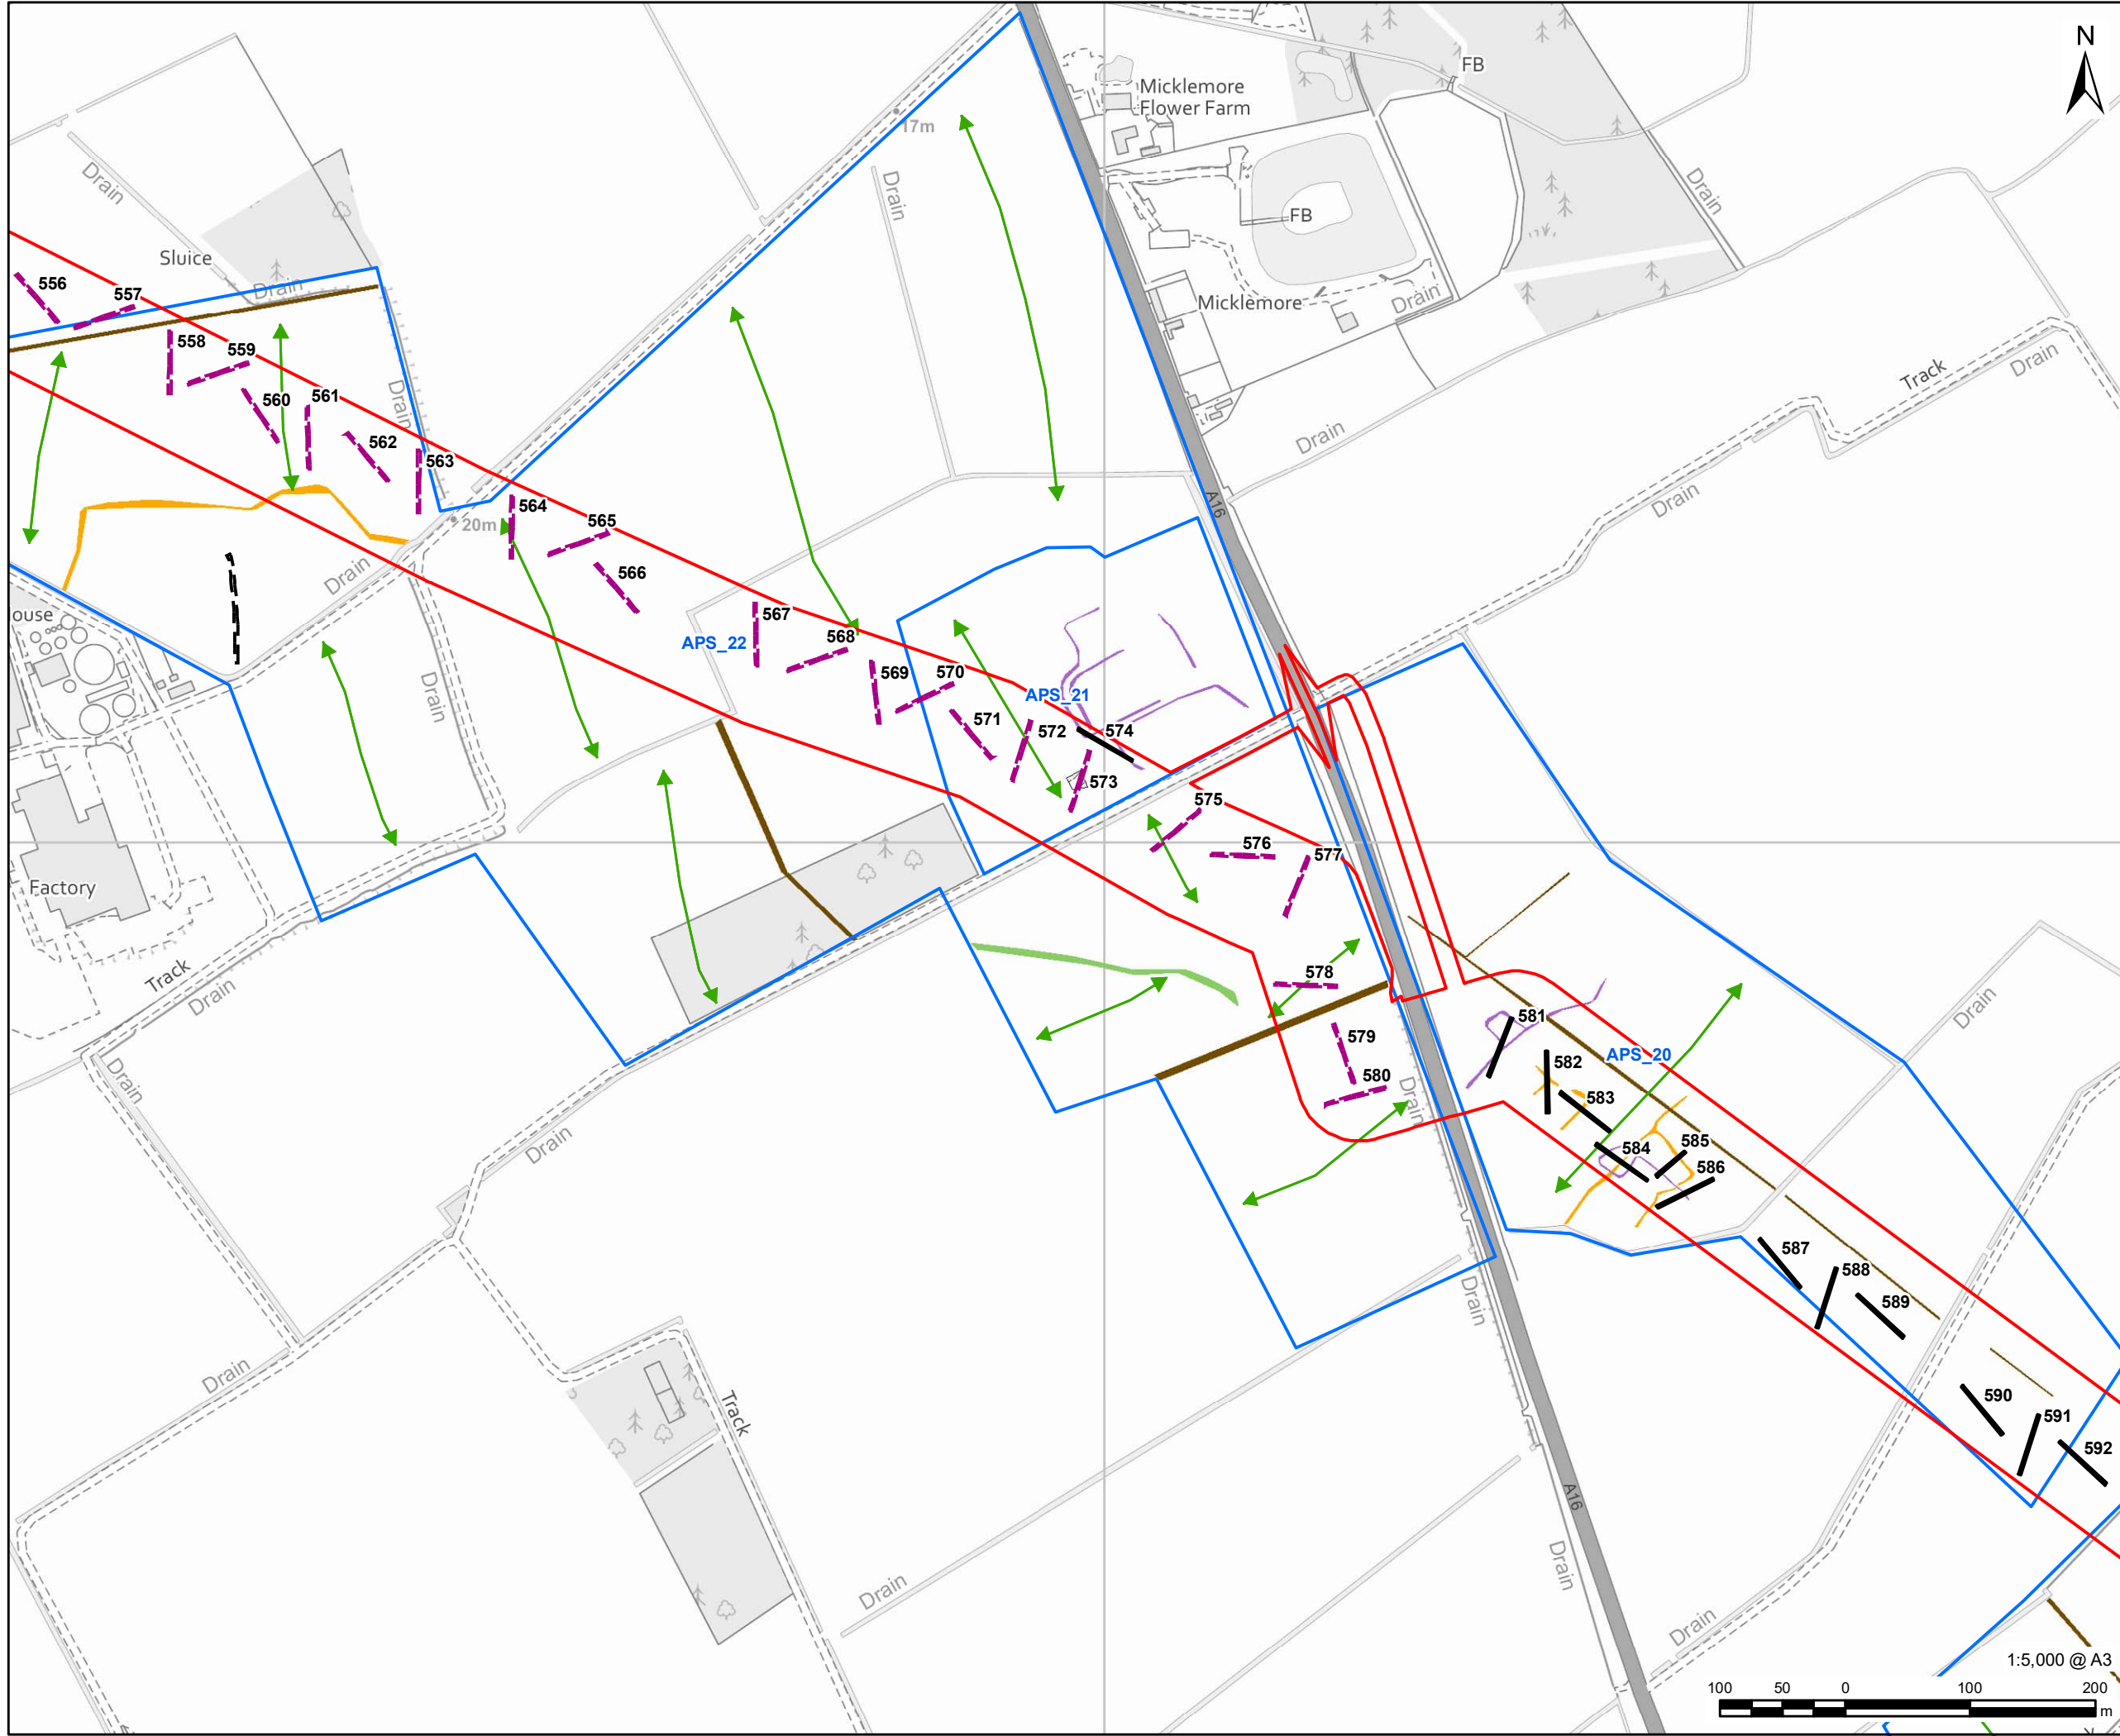 N
FB
Micklemore
Flower Farm
17m
Drain
Drain
Drain
FB
Sluice
Drain
556
557
Micklemore
Drain
558
559
Track
Drain
560
561
Drain
562
563
Drain
564
565
20m
A16
Drain
566
Drain
ouse
567
568
APS_22
569
570
APS_21
Drain
571
572
574
573
575
576
577
Factory
Track
Drain
578
579
580
581
582
583
584
585
586
APS_20
Drain
Drain
Drain
Drain
587
588
589
Drain
Drain
Track
590
591
592
A16
Drain
Drain
Drain
1:5,000 @ A3
100 50 0 100 200
m